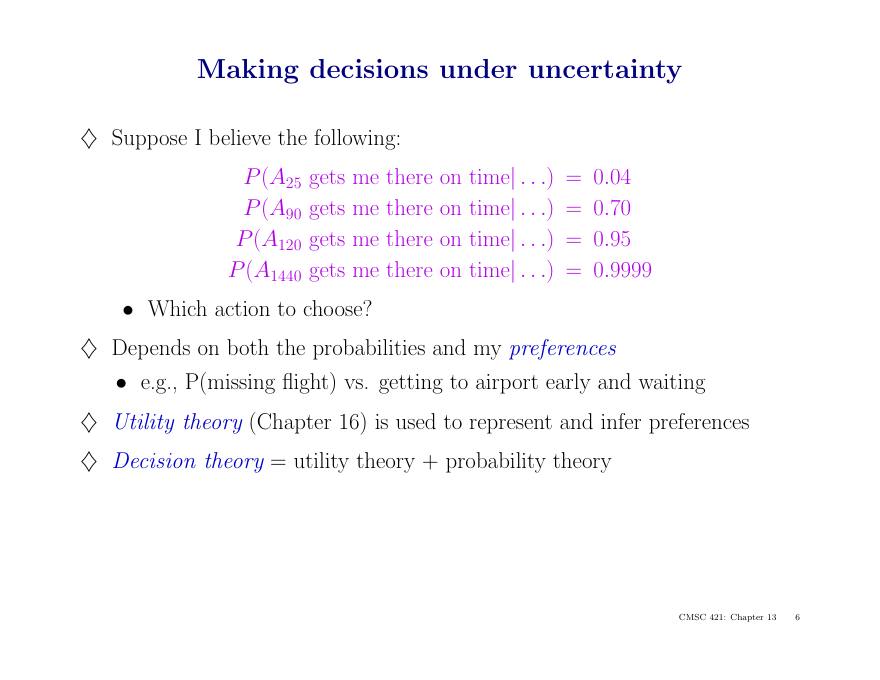 Making decisions under uncertainty
♢ Suppose I believe the following:
P(A₂₅ gets me there on time| . . .) = 0.04
P(A₉₀ gets me there on time| . . .) = 0.70
P(A₁₂₀ gets me there on time| . . .) = 0.95
P(A₁₄₄₀ gets me there on time| . . .) = 0.9999
• Which action to choose?
♢ Depends on both the probabilities and my preferences
• e.g., P(missing flight) vs. getting to airport early and waiting
♢ Utility theory (Chapter 16) is used to represent and infer preferences
♢ Decision theory = utility theory + probability theory
CMSC 421: Chapter 13 6